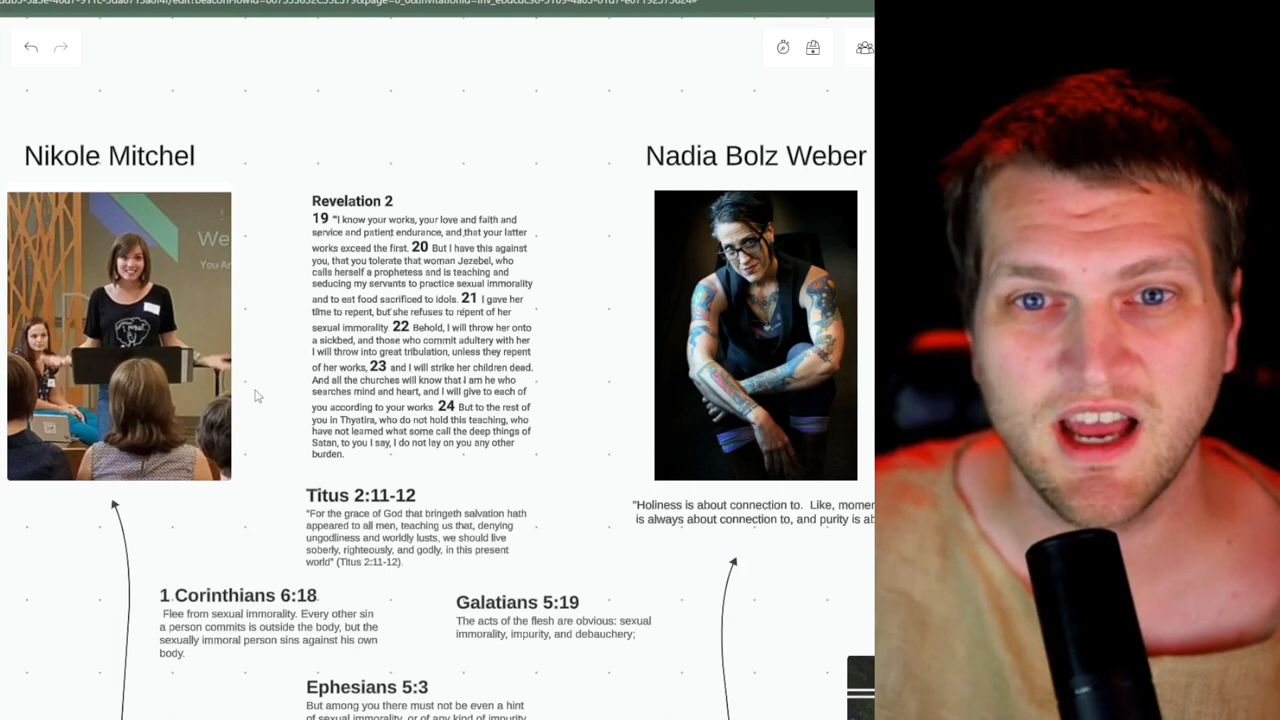 Nikole Mitchel
Nadia Bolz Weber
We
You Ar
Revelation 2
19 "I know your works, your love and faith and
service and patient endurance, and that your latter
works exceed the first. 20 But I have this against
you, that you tolerate that woman Jezebel, who
calls herself a prophetess and is teaching and
seducing my servants to practice sexual immorality
and to eat food sacrificed to idols. 21 I gave her
time to repent, but she refuses to repent of her
sexual immorality. 22 Behold, I will throw her onto
a sickbed, and those who commit adultery with her
I will throw into great tribulation, unless they repent
of her works, 23 and I will strike her children dead.
And all the churches will know that I am he who
searches mind and heart, and I will give to each of
you according to your works. 24 But to the rest of
you in Thyatira, who do not hold this teaching, who
have not learned what some call the deep things of
Satan, to you I say, I do not lay on you any other
burden.
"Holiness is about connection to. Like, momen
is always about connection to, and purity is ab
Titus 2:11-12
"For the grace of God that bringeth salvation hath
appeared to all men, teaching us that, denying
ungodliness and worldly lusts, we should live
soberly, righteously, and godly, in this present
world" (Titus 2:11-12).
1 Corinthians 6:18
Flee from sexual immorality. Every other sin
a person commits is outside the body, but the
sexually immoral person sins against his own
body.
Galatians 5:19
The acts of the flesh are obvious: sexual
immorality, impurity, and debauchery;
Ephesians 5:3
But among you there must not be even a hint
of sexual immorality, or of any kind of impurity